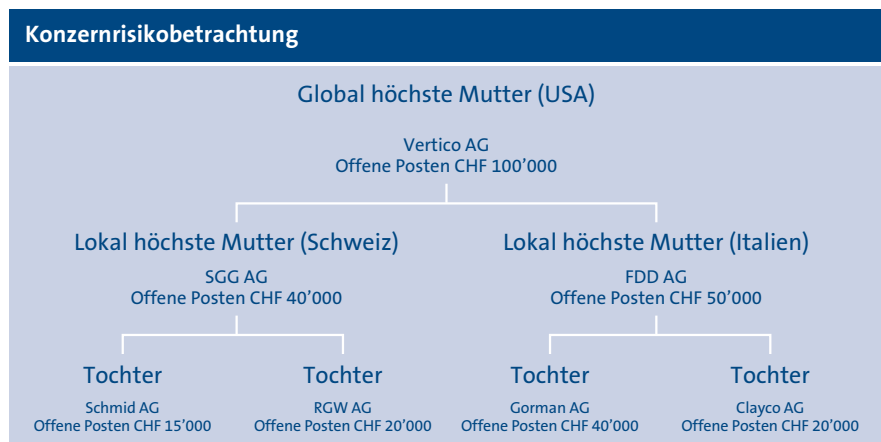 Konzernrisikobetrachtung
Global höchste Mutter (USA)
Vertico AG
Offene Posten CHF 100’000
Lokal höchste Mutter (Schweiz)
SGG AG
Offene Posten CHF 40’000
Lokal höchste Mutter (Italien)
FDD AG
Offene Posten CHF 50’000
Tochter
Schmid AG
Offene Posten CHF 15’000
Tochter
RGW AG
Offene Posten CHF 20’000
Tochter
Gorman AG
Offene Posten CHF 40’000
Tochter
Clayco AG
Offene Posten CHF 20’000